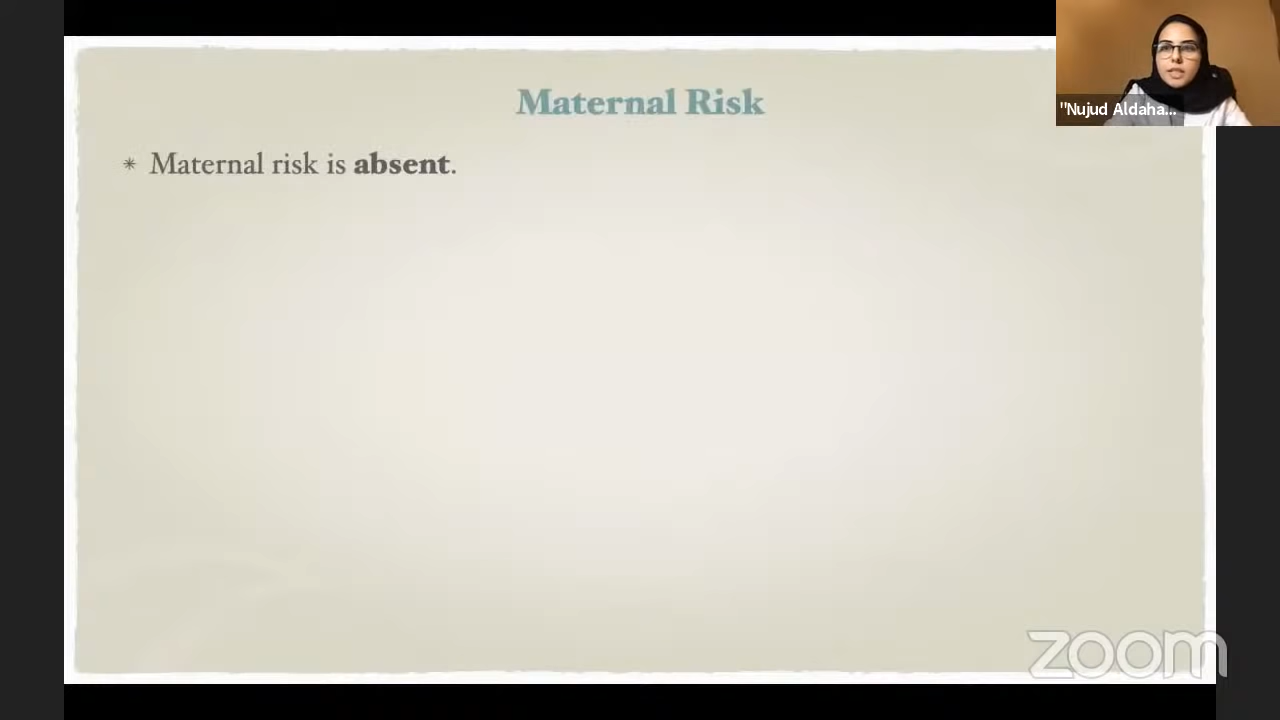 Maternal Risk
"Nujud Aldaha...
* Maternal risk is absent.
zoom